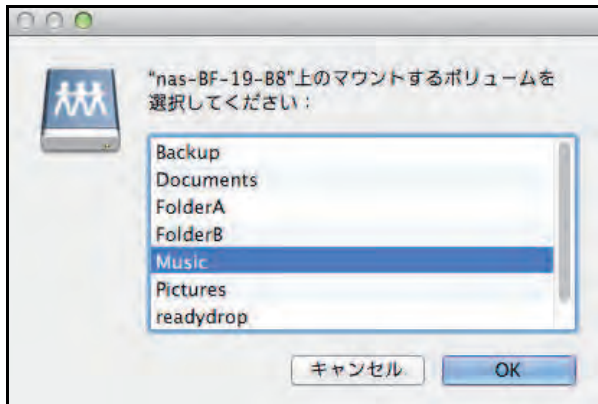 "nas-BF-19-B8"上のマウントするボリュームを
選択してください：
Backup
Documents
FolderA
FolderB
Music
Pictures
readydrop
キャンセル
OK